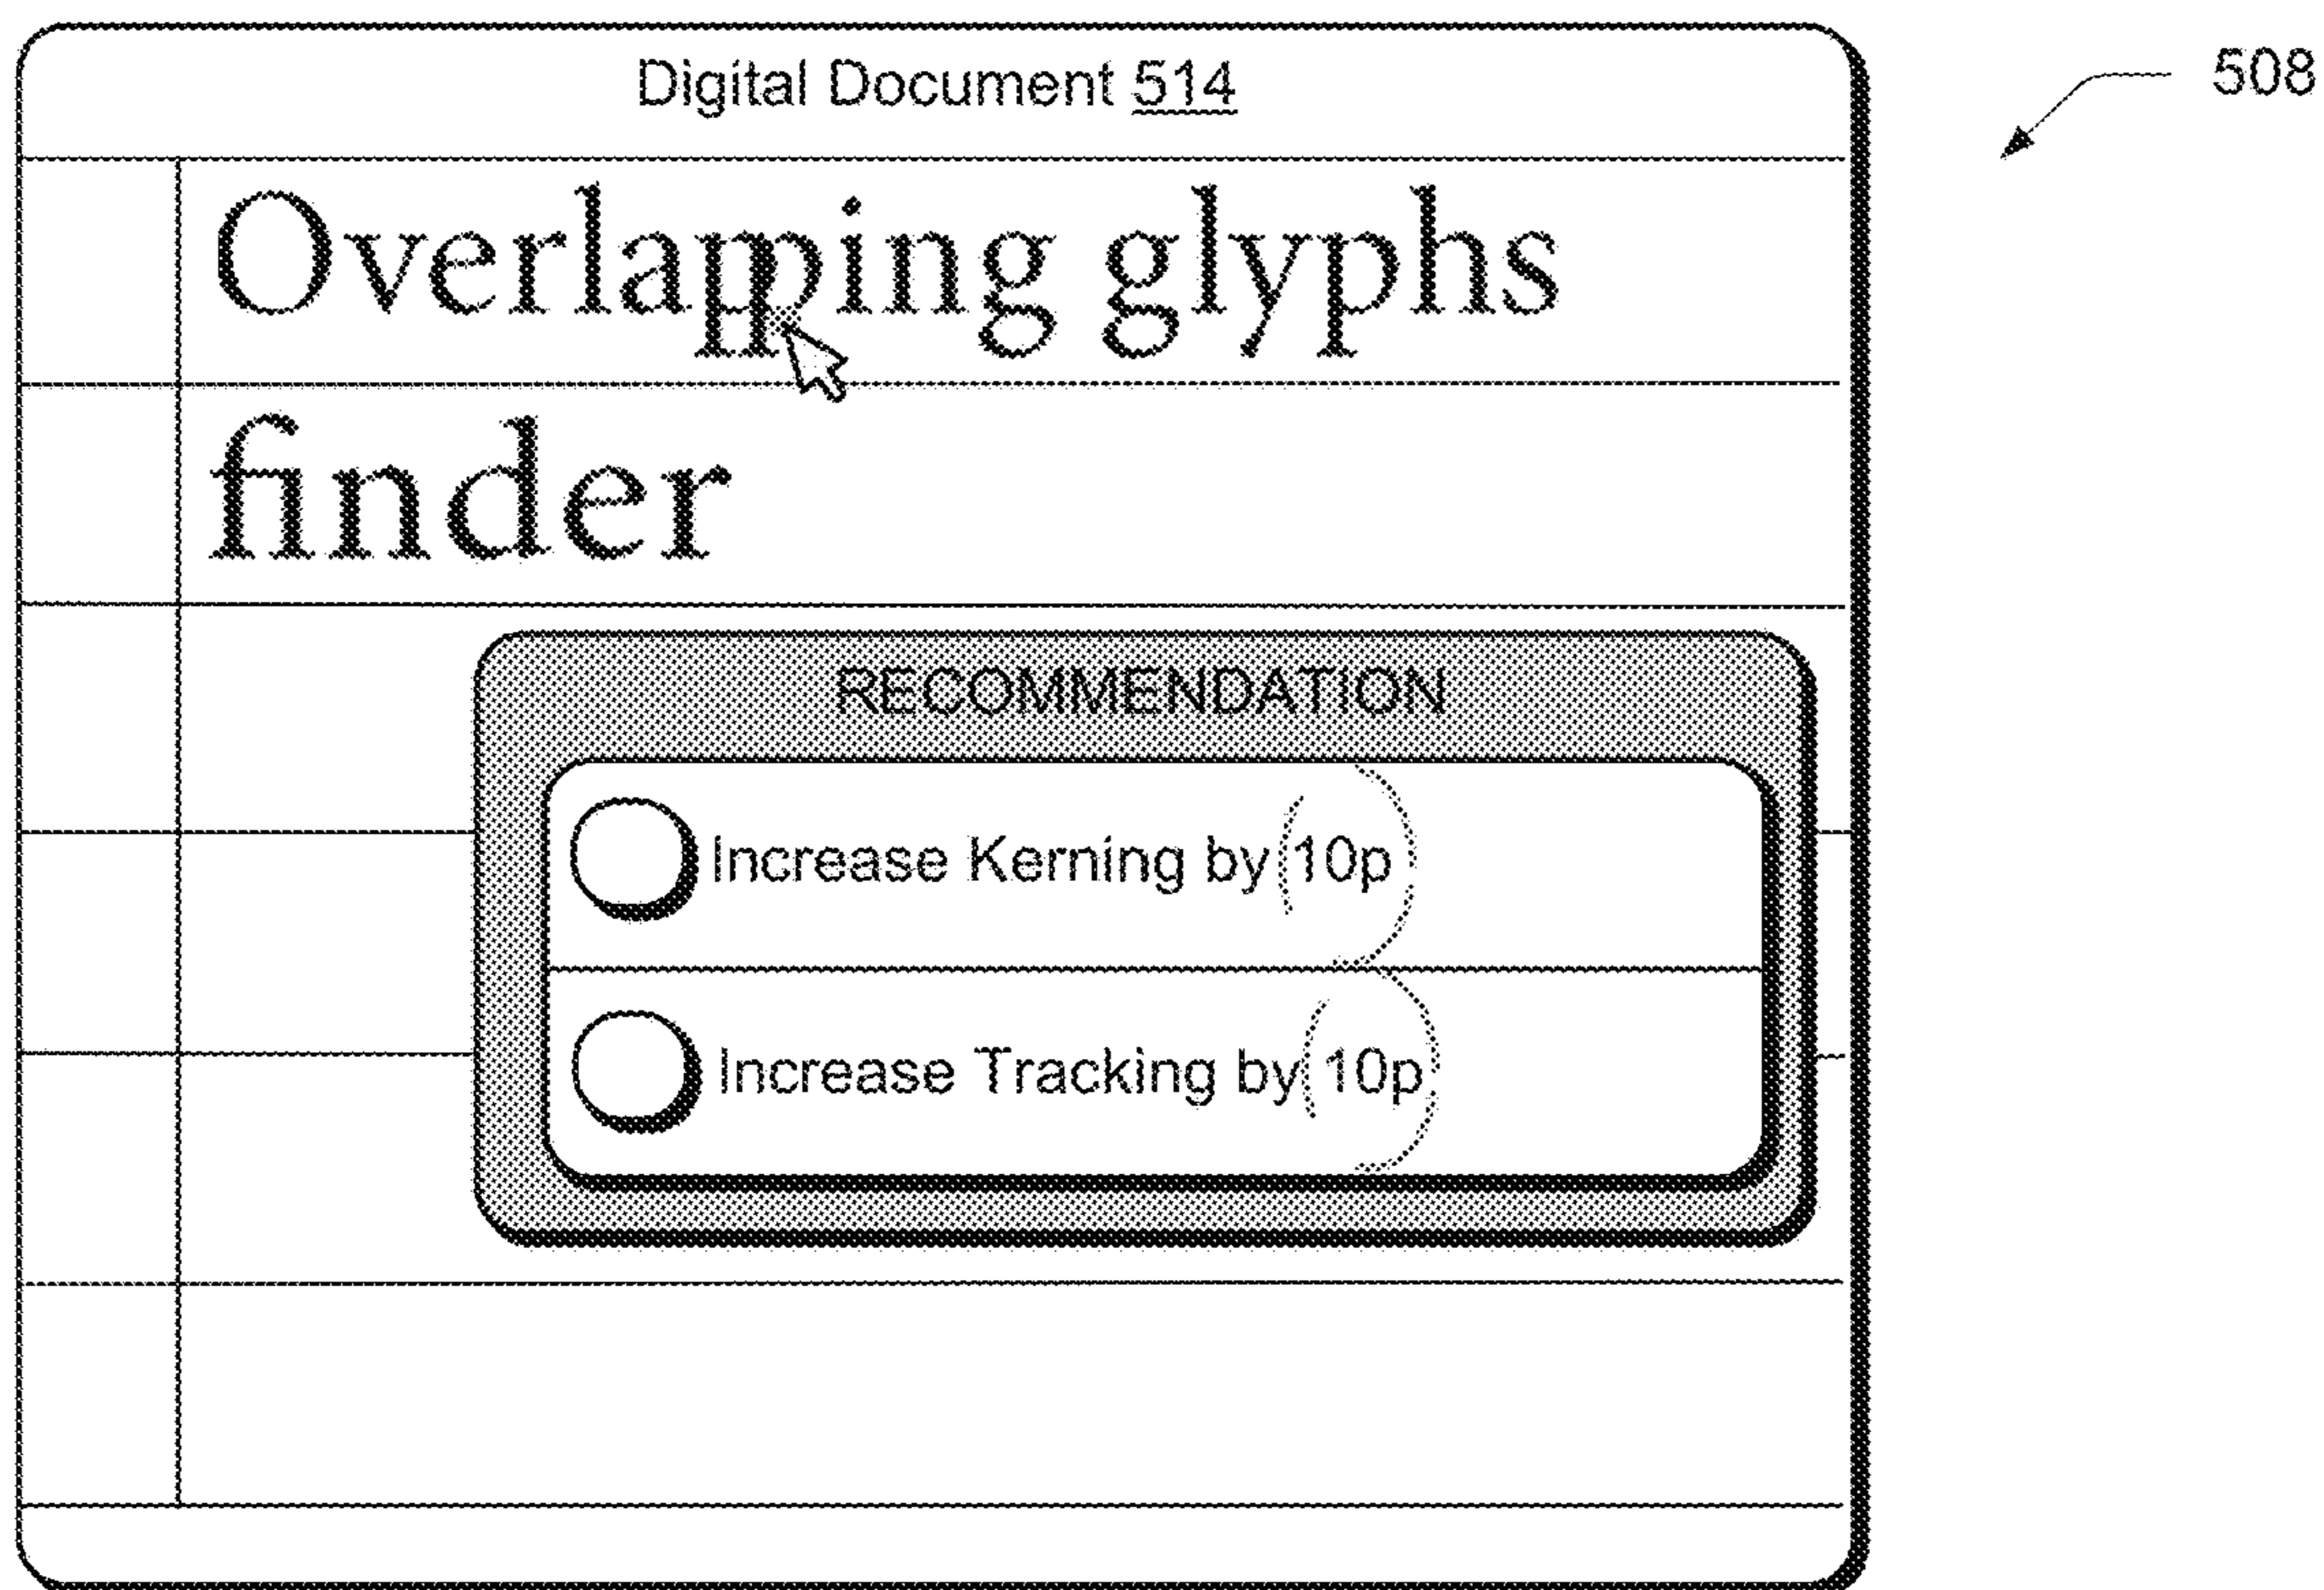 Digital Document 514
508
Overlapping glyphs
finder
RECOMMENDATION
Increase Kerning by 10p
Increase Tracking by 10p